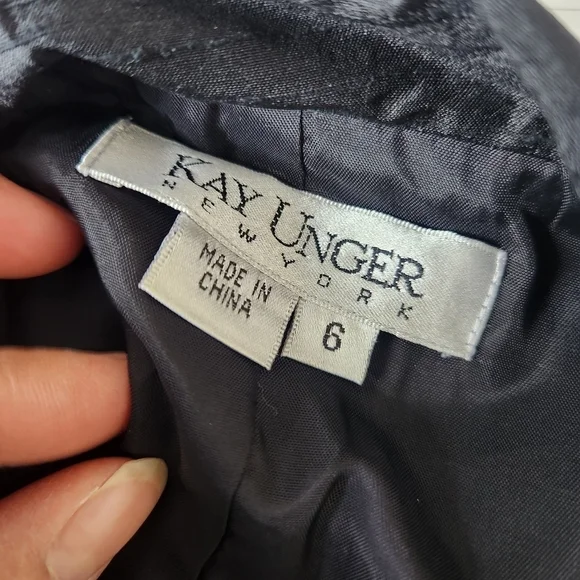 KAY UNGER
NEW YORK
MADE IN
CHINA
6